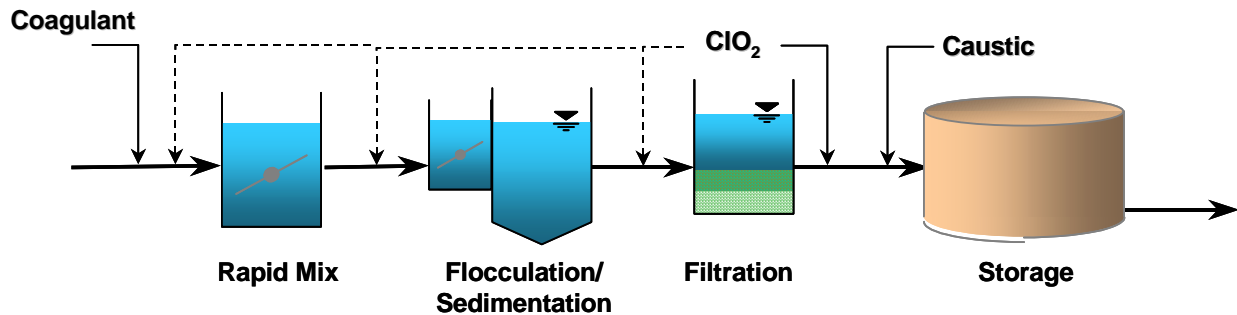 Coagulant
ClO₂
Caustic
Rapid Mix
Flocculation/
Sedimentation
Filtration
Storage